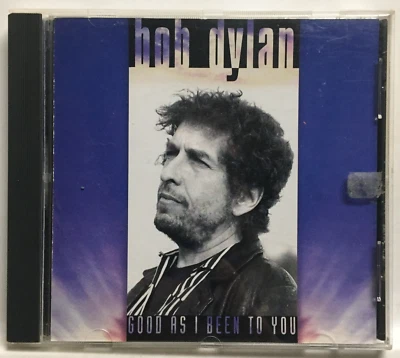 bob dylan
GOOD AS I BEEN TO YOU